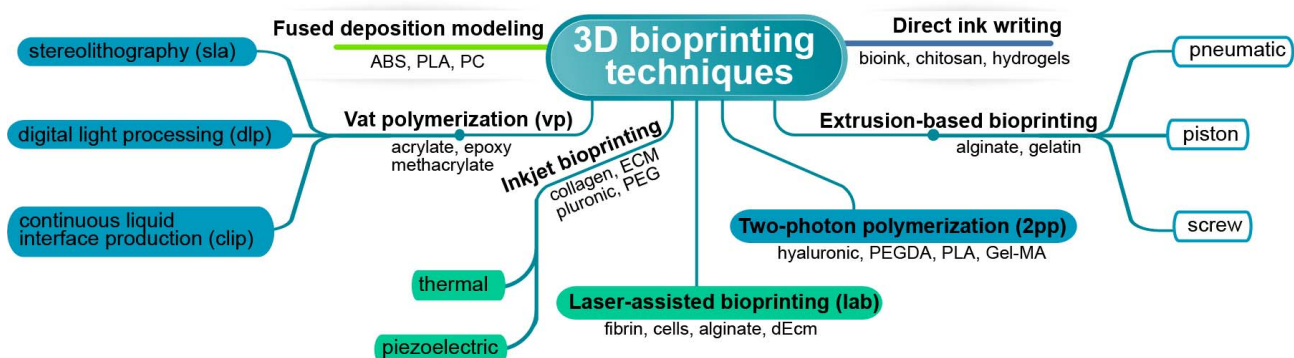 3D bioprinting
techniques
Fused deposition modeling
ABS, PLA, PC
Direct ink writing
bioink, chitosan, hydrogels
Vat polymerization (vp)
acrylate, epoxy
methacrylate
stereolithography (sla)
digital light processing (dlp)
continuous liquid
interface production (clip)
Inkjet bioprinting
collagen, ECM
pluronic, PEG
thermal
piezoelectric
Laser-assisted bioprinting (lab)
fibrin, cells, alginate, dEcm
Two-photon polymerization (2pp)
hyaluronic, PEGDA, PLA, Gel-MA
Extrusion-based bioprinting
alginate, gelatin
pneumatic
piston
screw